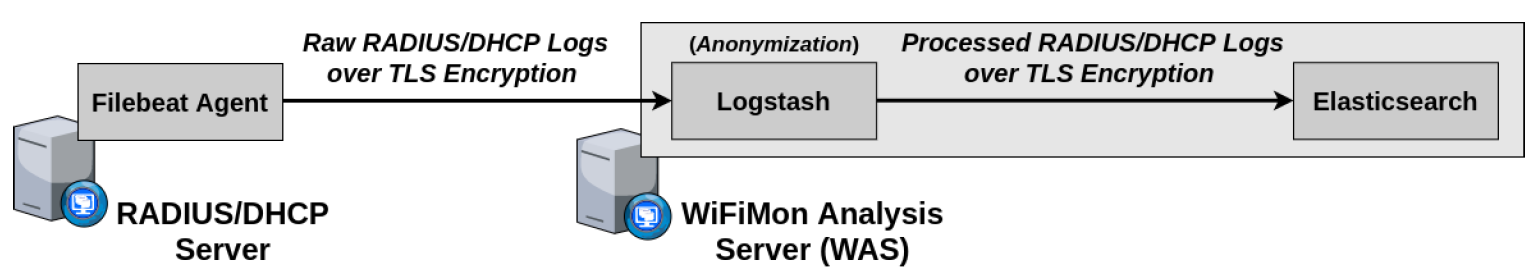 Raw RADIUS/DHCP Logs
over TLS Encryption
(Anonymization)
Processed RADIUS/DHCP Logs
over TLS Encryption
Filebeat Agent
Logstash
Elasticsearch
RADIUS/DHCP
Server
WiFiMon Analysis
Server (WAS)